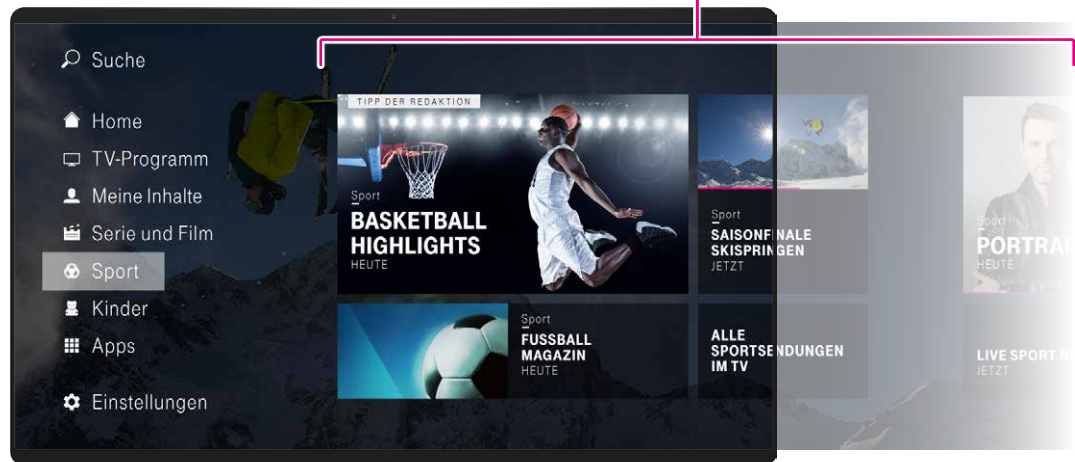 Suche
Home
TV-Programm
Meine Inhalte
Serie und Film
Sport
Kinder
Apps
Einstellungen
TIPP DER REDAKTION
Sport
BASKETBALL
HIGHLIGHTS
HEUTE
Sport
SAISONFINALE
SKISPRINGEN
JETZT
Sport
PORTRA
HEUTE
Sport
FUSSBALL
MAGAZIN
HEUTE
ALLE
SPORTSENDUNGEN
IM TV
LIVE SPORT
JETZT